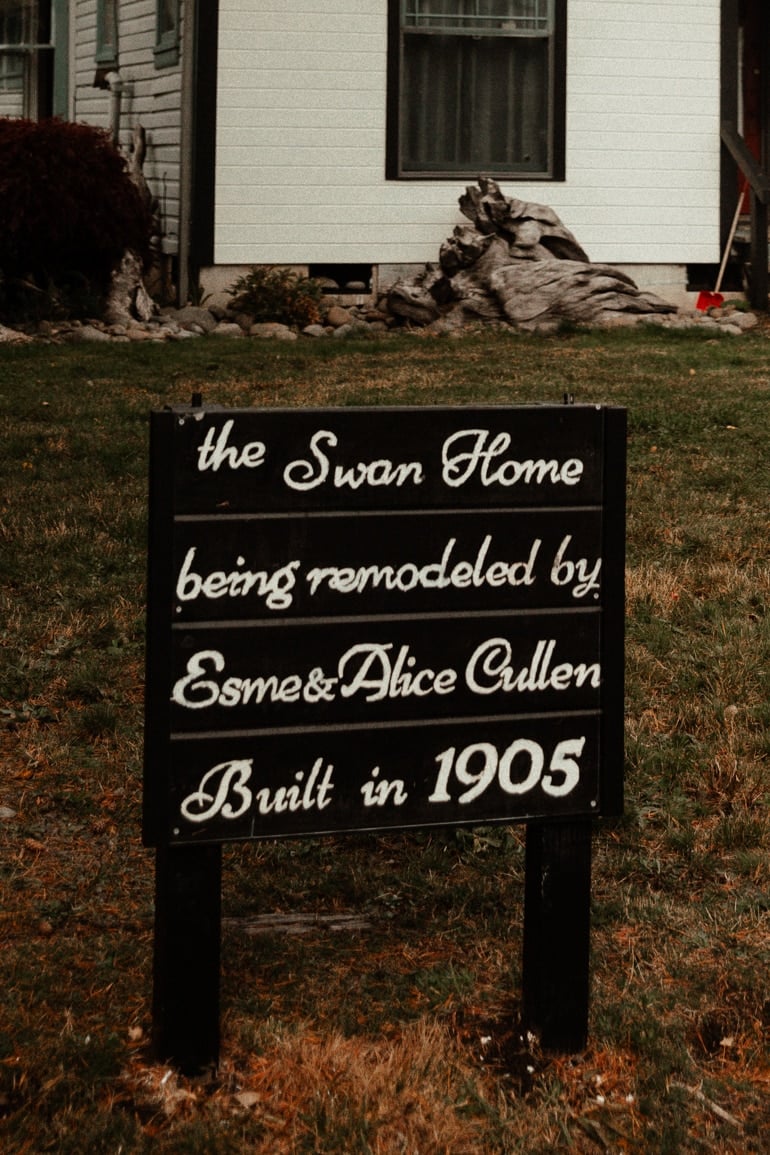 the Swan Home
being remodeled by
Esme & Alice Cullen
Built in 1905